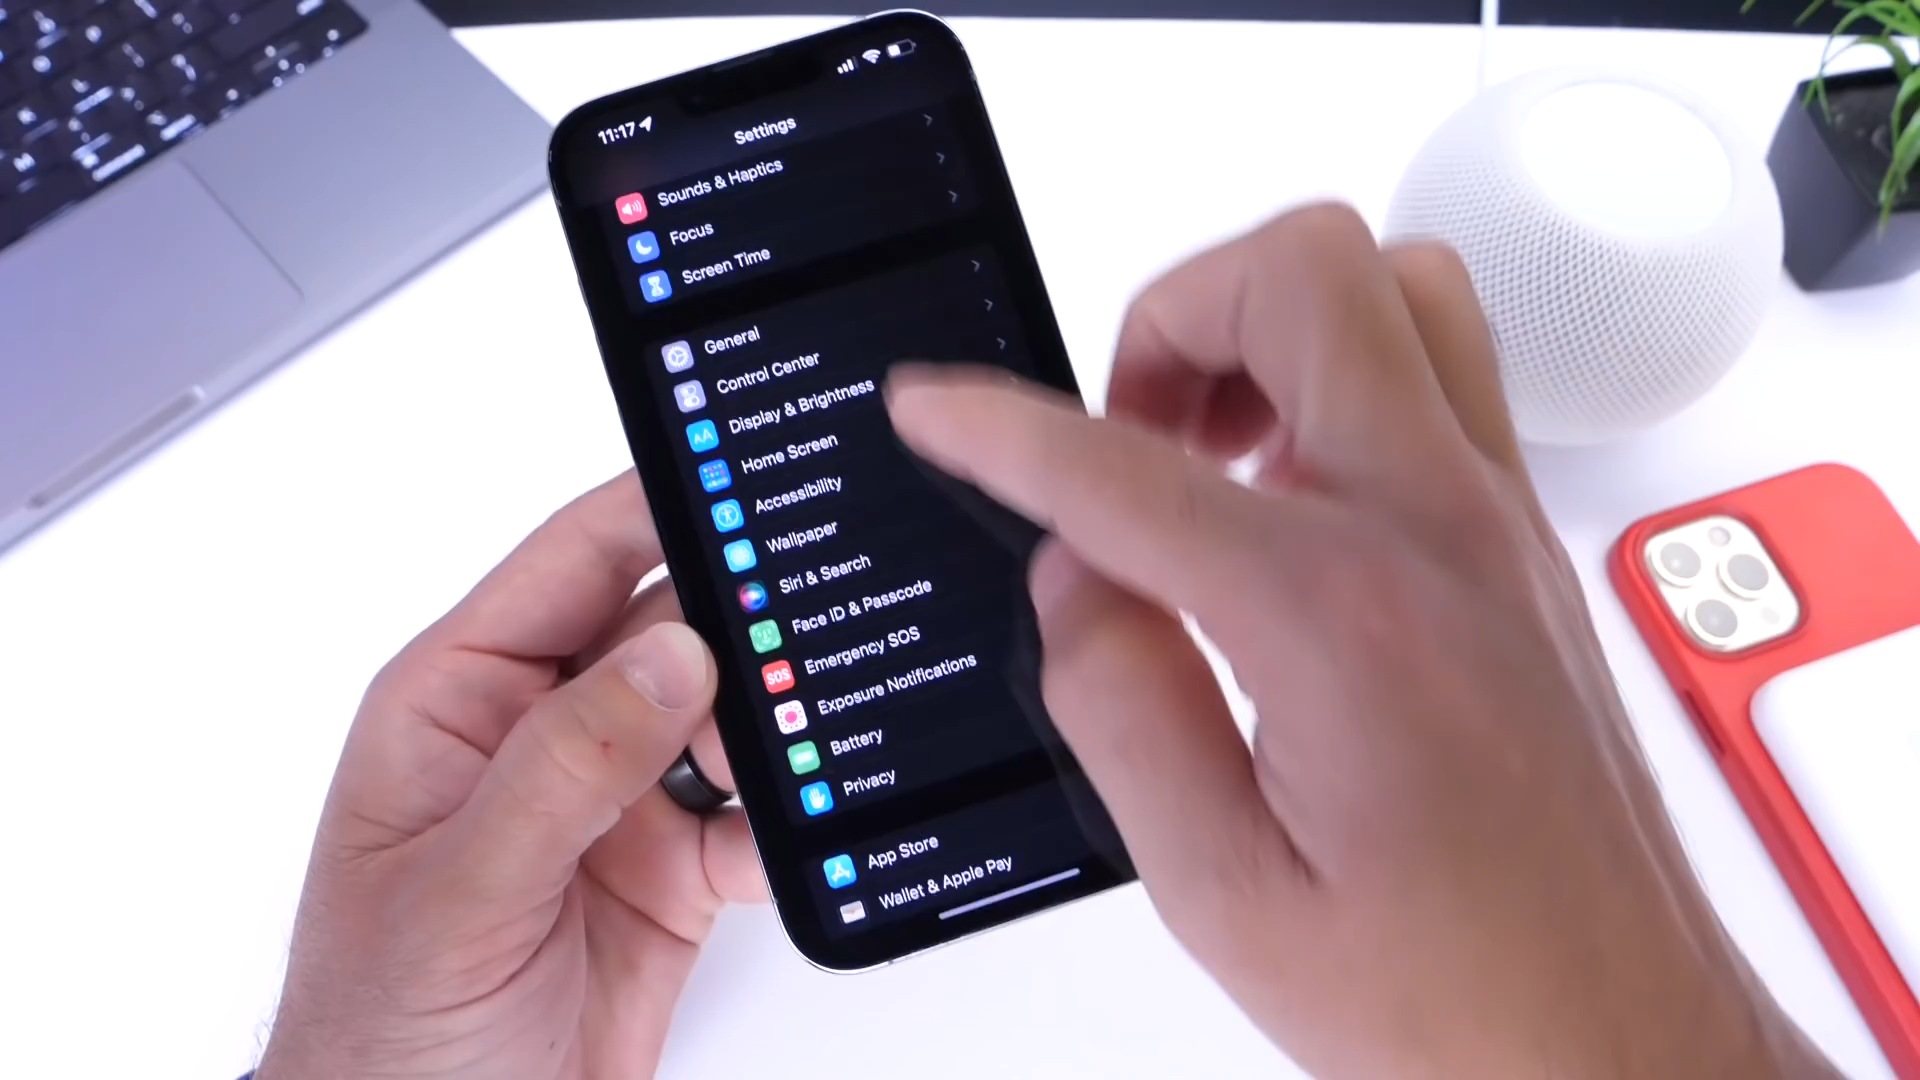 11:17
Settings
Sounds & Haptics
Focus
Screen Time
General
Control Center
AA
Display & Brightness
Home Screen
Accessibility
Wallpaper
Siri & Search
Face ID & Passcode
SOS
Emergency SOS
Exposure Notifications
Battery
Privacy
App Store
Wallet & Apple Pay